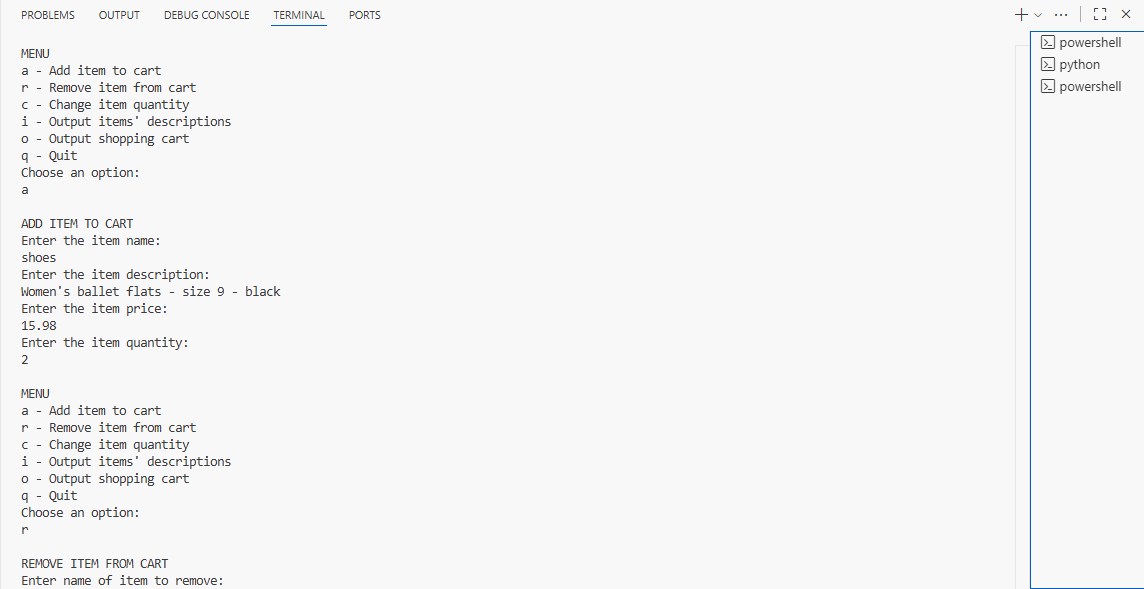 PROBLEMS OUTPUT DEBUG CONSOLE TERMINAL PORTS
MENU
a - Add item to cart
r - Remove item from cart
c - Change item quantity
i - Output items' descriptions
o - Output shopping cart
q - Quit
Choose an option:
a
ADD ITEM TO CART
Enter the item name:
shoes
Enter the item description:
Women's ballet flats - size 9 - black
Enter the item price:
15.98
Enter the item quantity:
2
MENU
a - Add item to cart
r - Remove item from cart
c - Change item quantity
i - Output items' descriptions
o - Output shopping cart
q - Quit
Choose an option:
r
REMOVE ITEM FROM CART
Enter name of item to remove:
powershell
python
powershell